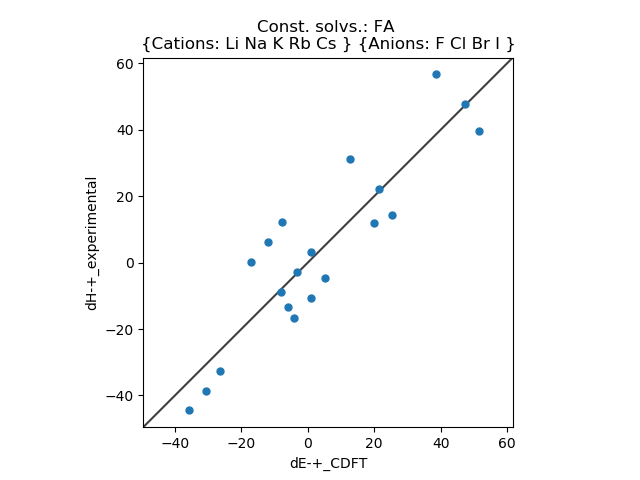 Const. solvs.: FA
{Cations: Li Na K Rb Cs } {Anions: F Cl Br I }
dH-+_experimental
60
40
20
0
−20
−40
−40 −20 0 20 40 60
dE-+_CDFT